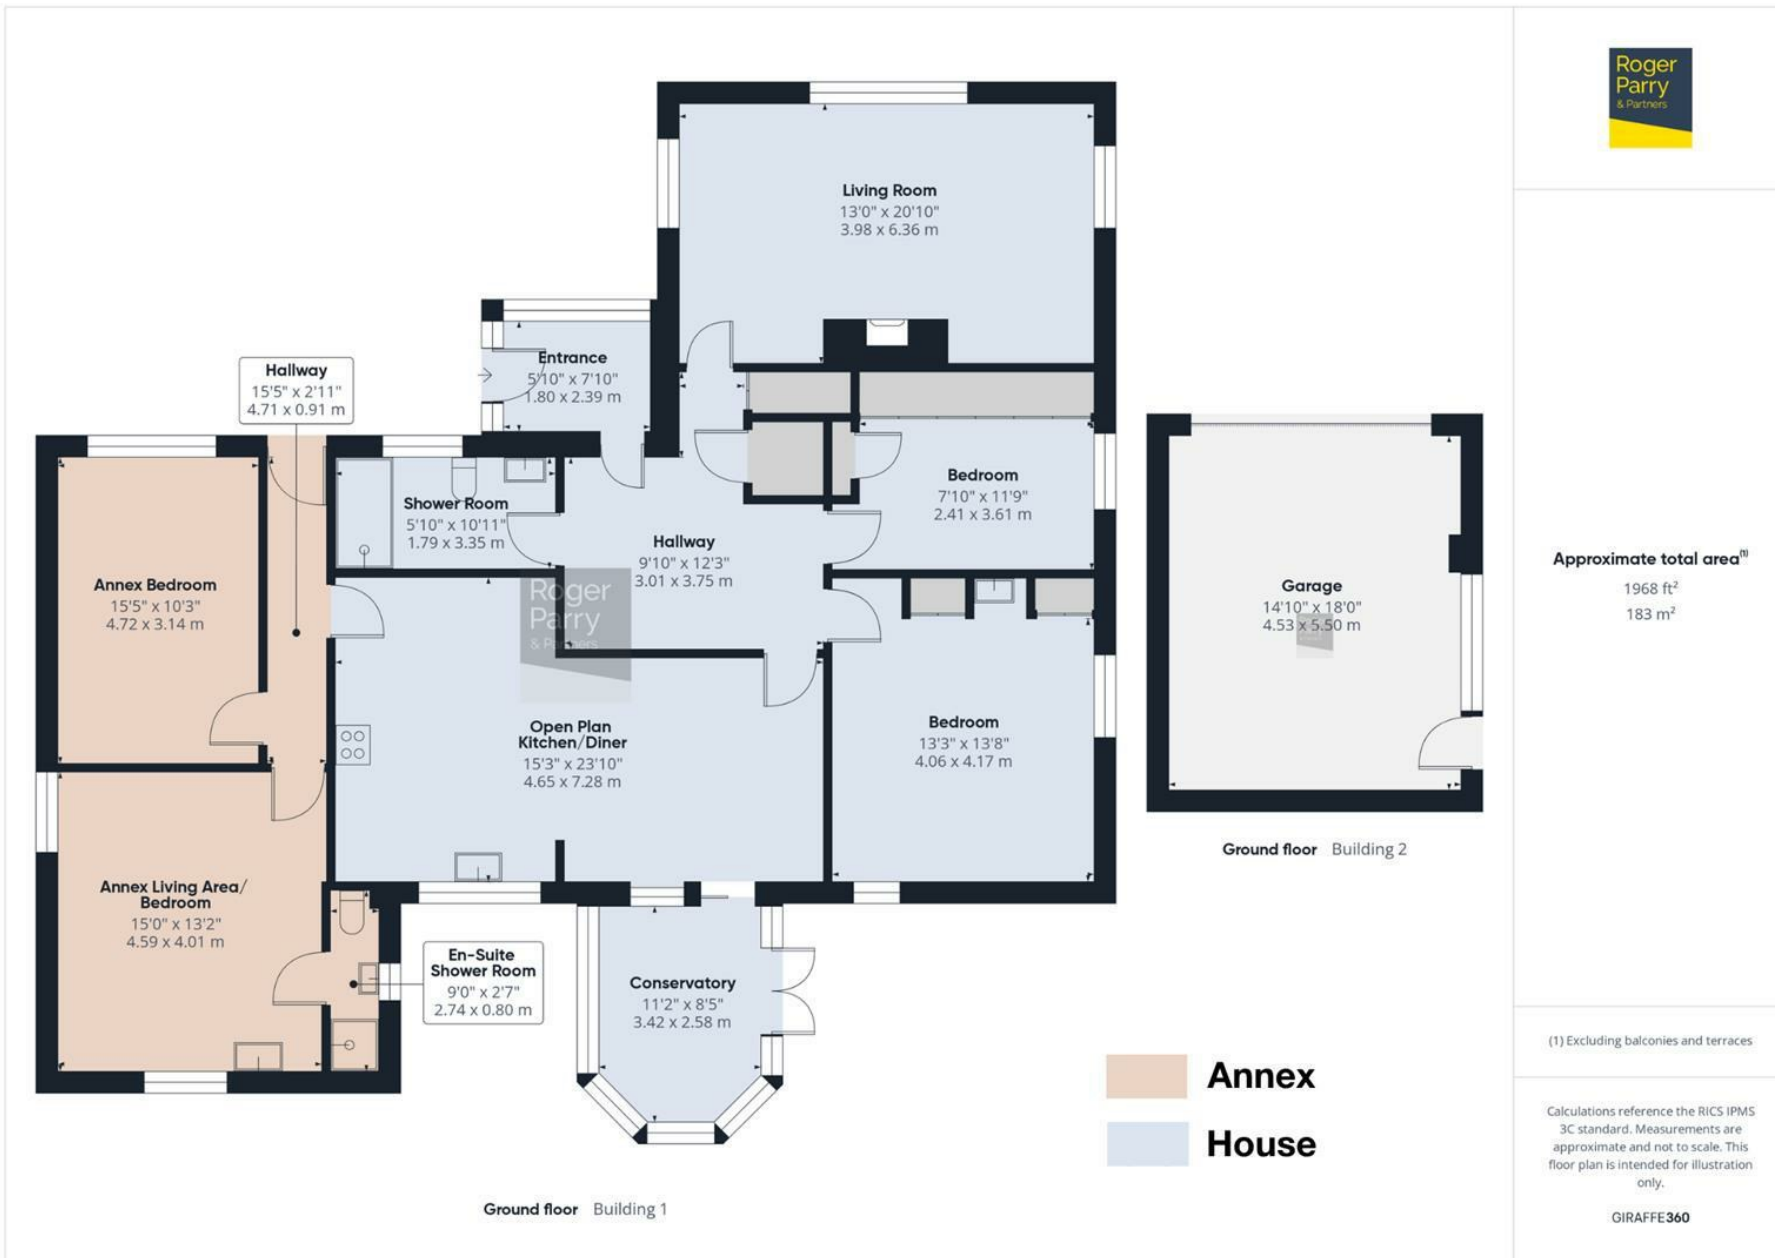 Roger
Parry
& Partners
Living Room
13'0" x 20'10"
3.98 x 6.36 m
Entrance
5'10" x 7'10"
1.80 x 2.39 m
Hallway
15'5" x 2'11"
4.71 x 0.91 m
Shower Room
5'10" x 10'11"
1.79 x 3.35 m
Bedroom
7'10" x 11'9"
2.41 x 3.61 m
Hallway
9'10" x 12'3"
3.01 x 3.75 m
Annex Bedroom
15'5" x 10'3"
4.72 x 3.14 m
Roger
Parry
& Partners
Garage
14'10" x 18'0"
4.53 x 5.50 m
Approximate total area(1)
1968 ft²
183 m²
Open Plan
Kitchen/Diner
15'3" x 23'10"
4.65 x 7.28 m
Bedroom
13'3" x 13'8"
4.06 x 4.17 m
Ground floor Building 2
Annex Living Area/
Bedroom
15'0" x 13'2"
4.59 x 4.01 m
En-Suite
Shower Room
9'0" x 2'7"
2.74 x 0.80 m
Conservatory
11'2" x 8'5"
3.42 x 2.58 m
Annex
House
(1) Excluding balconies and terraces
Calculations reference the RICS IPMS
3C standard. Measurements are
approximate and not to scale. This
floor plan is intended for illustration
only.
GIRAFFE360
Ground floor Building 1